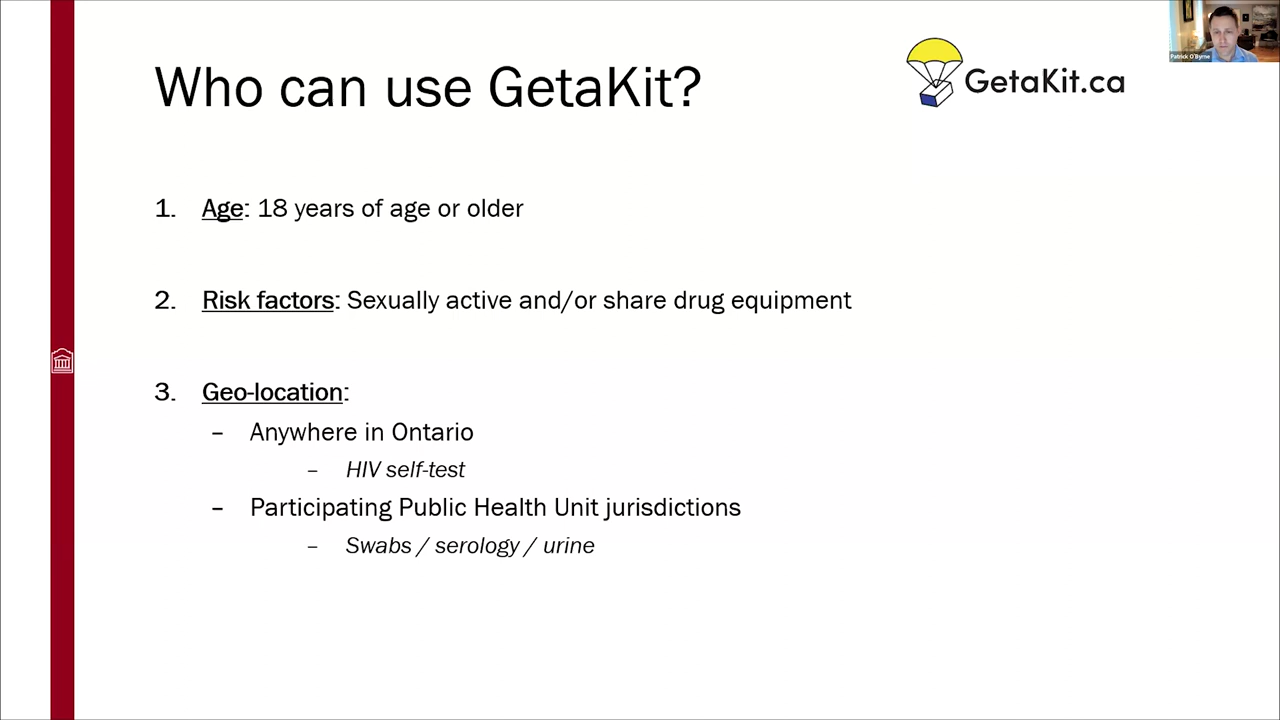 Who can use GetaKit?
GetaKit.ca
Patrick O'Byrne
1. Age: 18 years of age or older
2. Risk factors: Sexually active and/or share drug equipment
3. Geo-location:
– Anywhere in Ontario
– HIV self-test
– Participating Public Health Unit jurisdictions
– Swabs / serology / urine